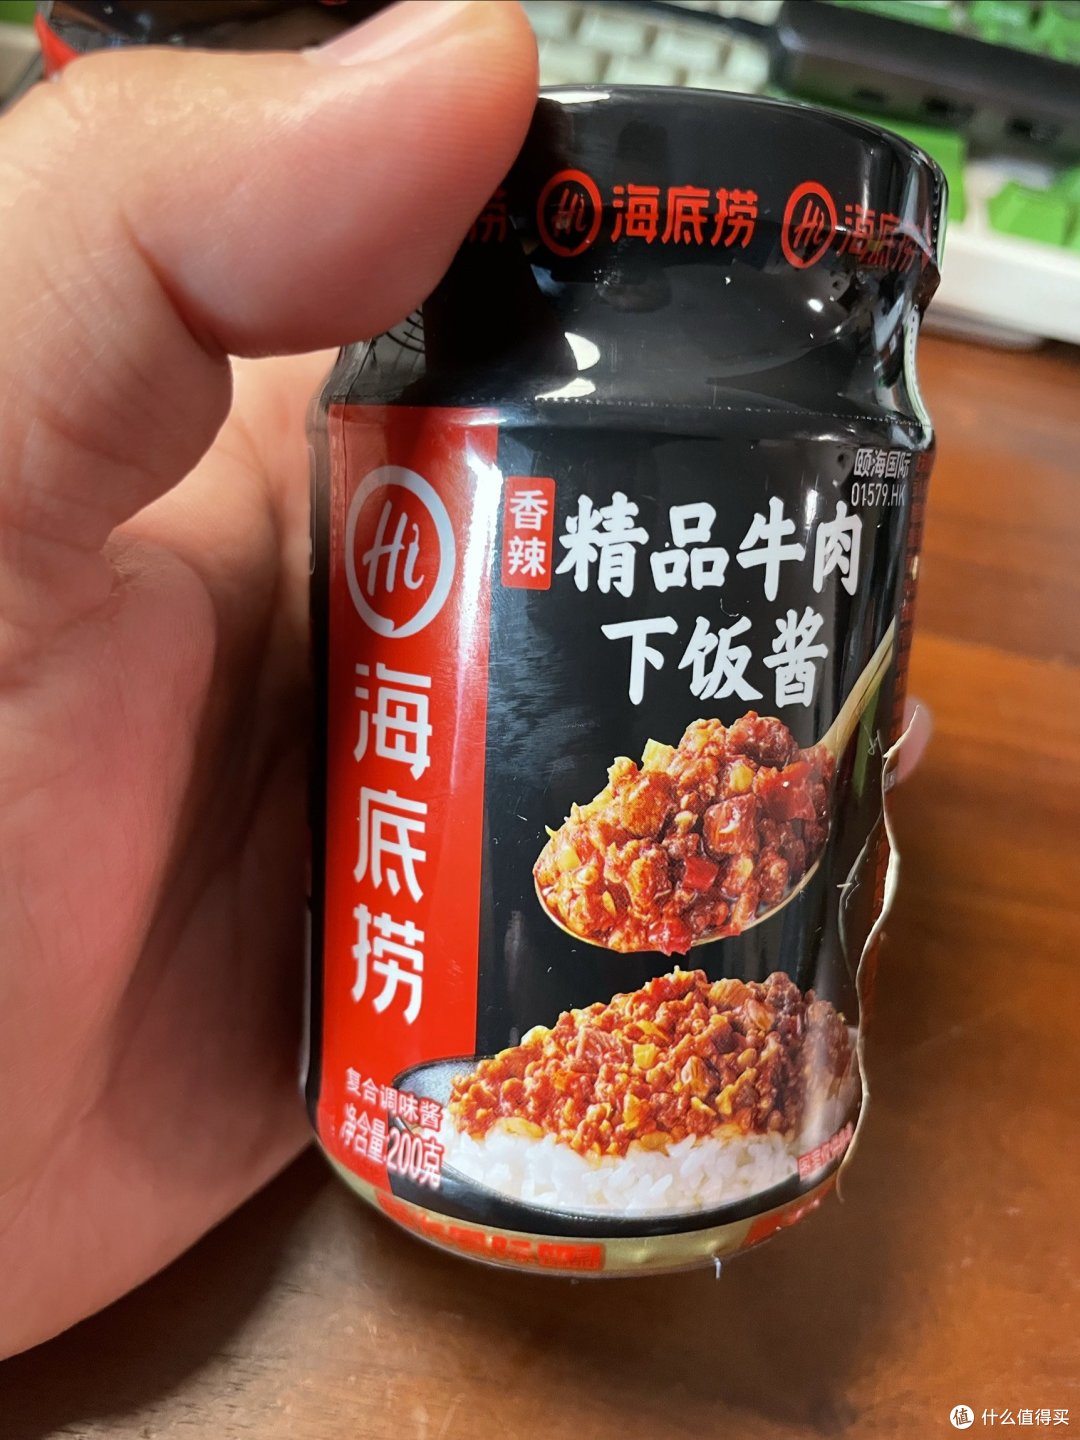 捞 Hi 海底捞 Hi 海底捞
颐海国际
01579.HK
Hi
海底捞
香辣
精品牛肉
下饭酱
复合调味酱
净含量:200克
值 什么值得买